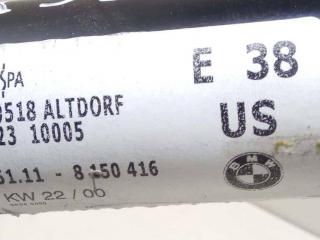 SPA
E 38
0518 ALTDORF
23 10005
US
51.11 - 8 150 416
BMW
KW 22 / 00